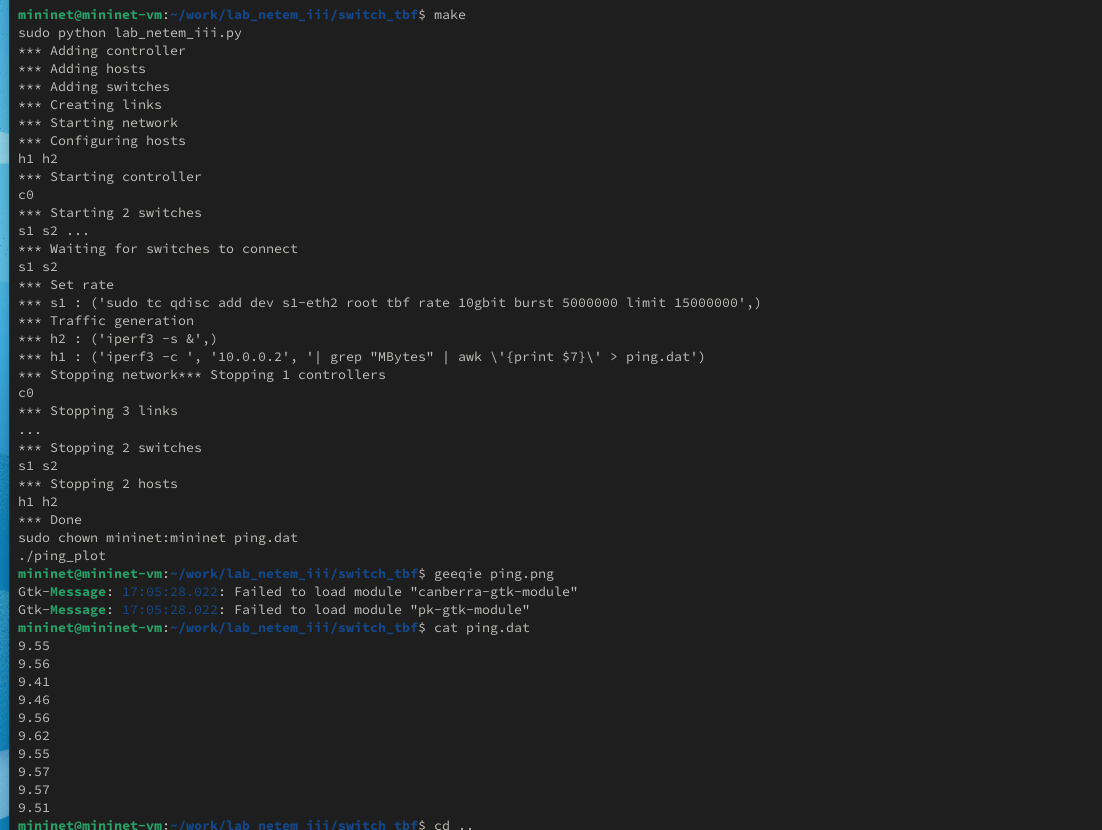 mininet@mininet-vm:~/work/lab_netem_iii/switch_tbf$ make
sudo python lab_netem_iii.py
*** Adding controller
*** Adding hosts
*** Adding switches
*** Creating links
*** Starting network
*** Configuring hosts
h1 h2
*** Starting controller
c0
*** Starting 2 switches
s1 s2 ...
*** Waiting for switches to connect
s1 s2
*** Set rate
*** s1 : ('sudo tc qdisc add dev s1-eth2 root tbf rate 10gbit burst 5000000 limit 15000000',)
*** Traffic generation
*** h2 : ('iperf3 -s &',)
*** h1 : ('iperf3 -c ', '10.0.0.2', '| grep "MBytes" | awk \'{print $7}\' > ping.dat')
*** Stopping network*** Stopping 1 controllers
c0
*** Stopping 3 links
...
*** Stopping 2 switches
s1 s2
*** Stopping 2 hosts
h1 h2
*** Done
sudo chown mininet:mininet ping.dat
./ping_plot
mininet@mininet-vm:~/work/lab_netem_iii/switch_tbf$ geeqie ping.png
Gtk-Message: 17:05:28.022: Failed to load module "canberra-gtk-module"
Gtk-Message: 17:05:28.022: Failed to load module "pk-gtk-module"
mininet@mininet-vm:~/work/lab_netem_iii/switch_tbf$ cat ping.dat
9.55
9.56
9.41
9.46
9.56
9.62
9.55
9.57
9.57
9.51
mininet@mininet-vm:~/work/lab_netem_iii/switch_tbf$ cd ..